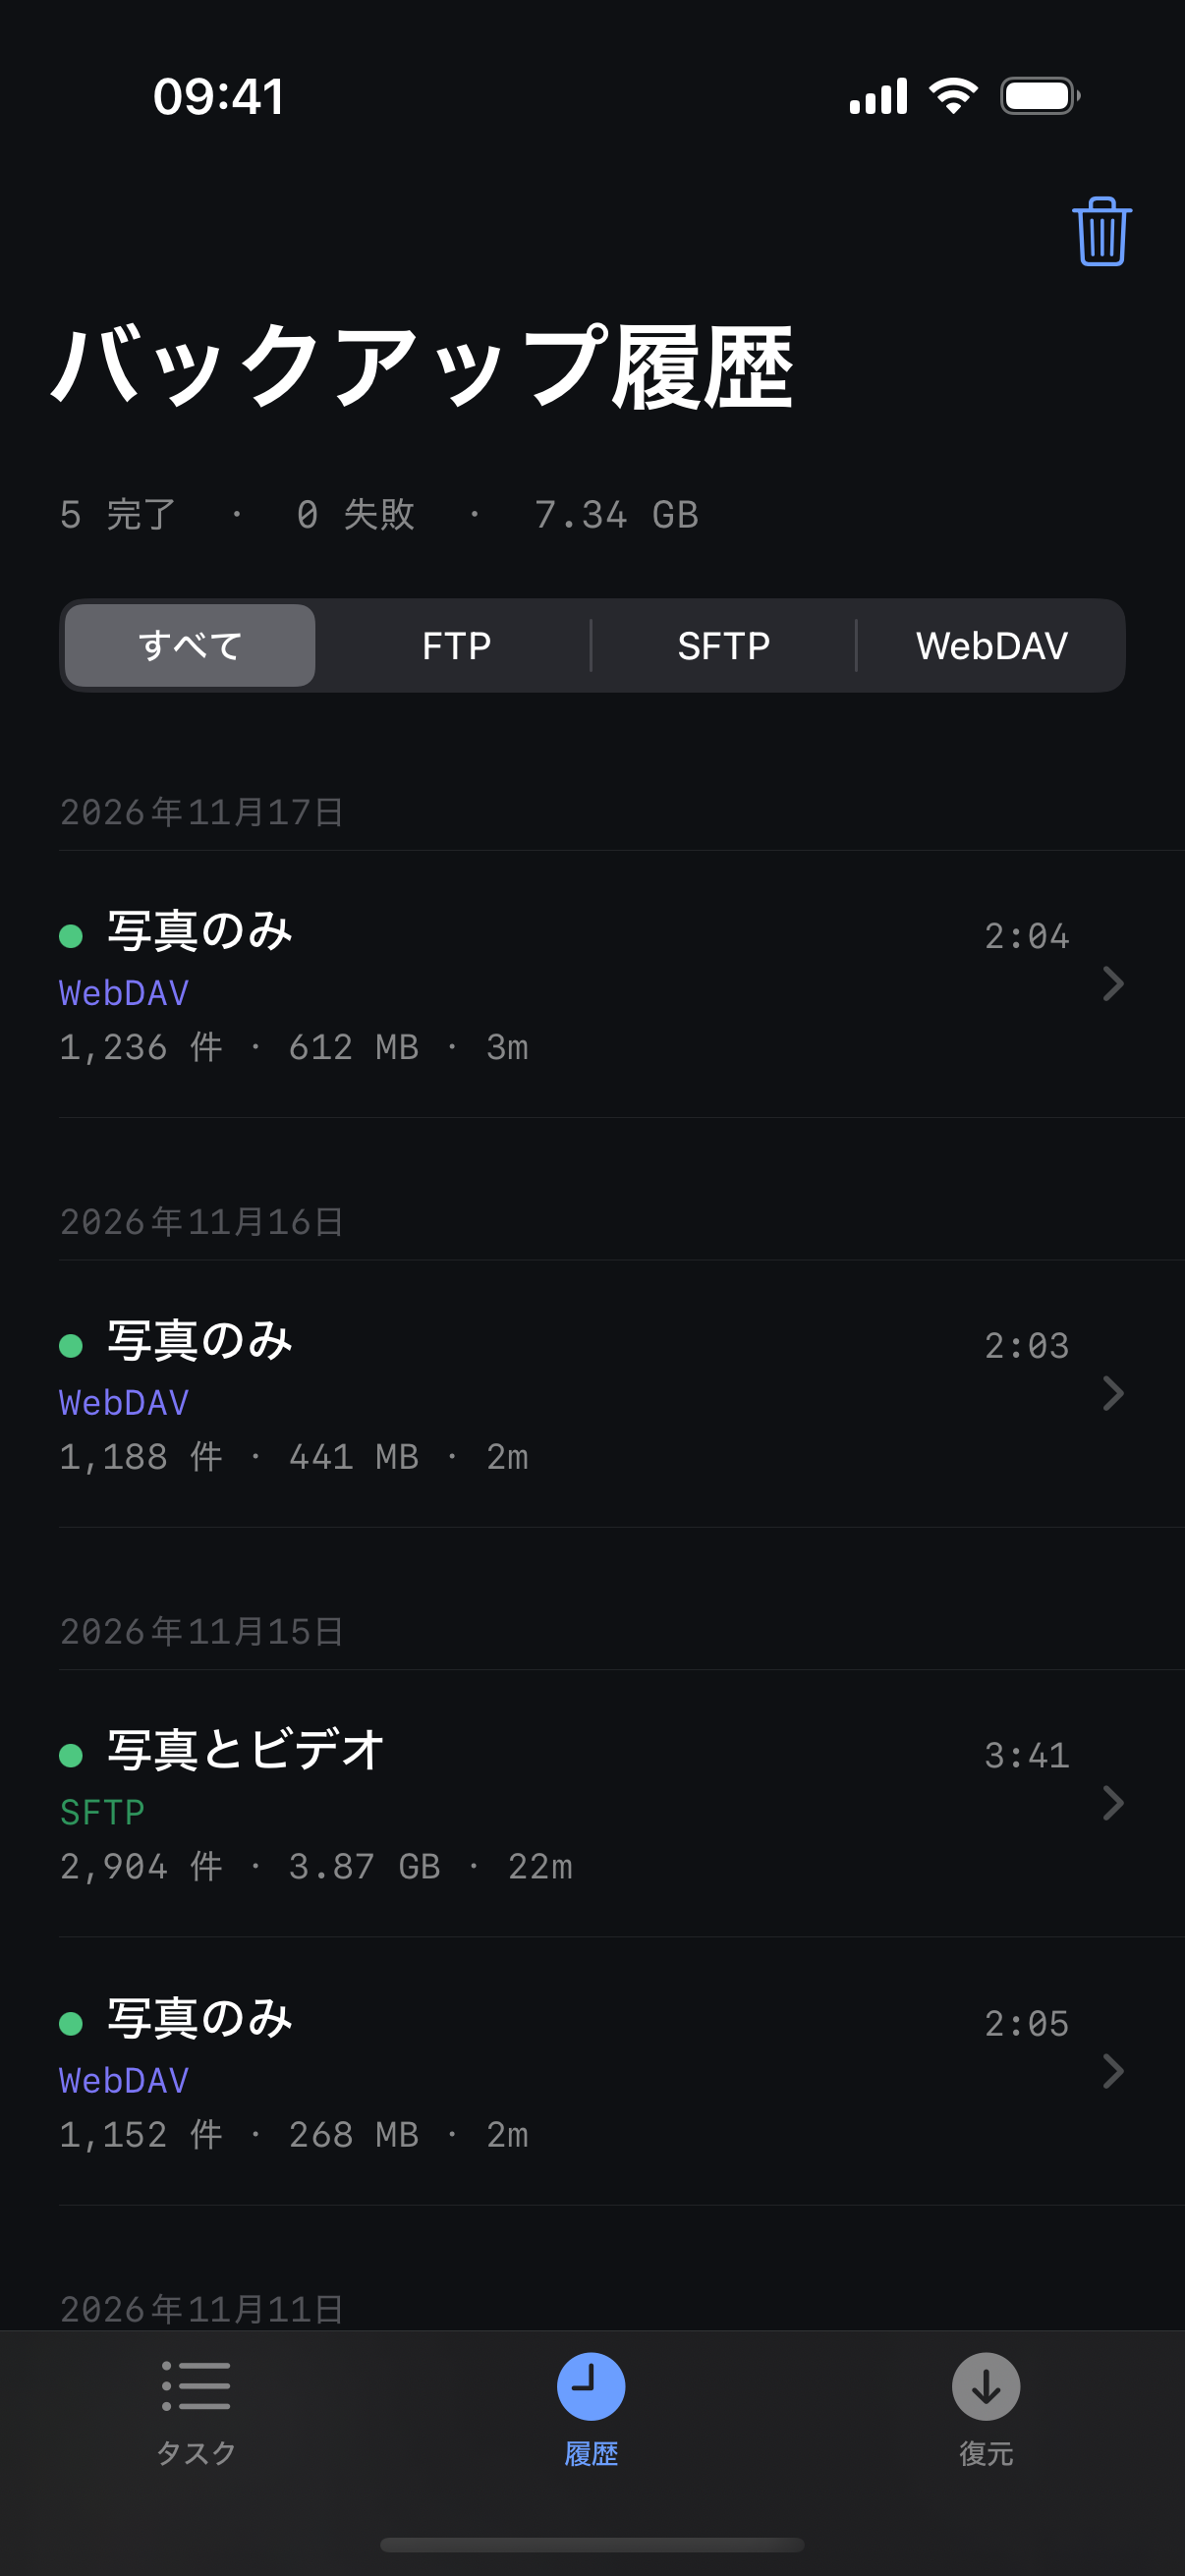 09:41
バックアップ履歴
5 完了 · 0 失敗 · 7.34 GB
すべて FTP SFTP WebDAV
2026年11月17日
写真のみ 2:04
WebDAV
1,236 件 · 612 MB · 3m
2026年11月16日
写真のみ 2:03
WebDAV
1,188 件 · 441 MB · 2m
2026年11月15日
写真とビデオ 3:41
SFTP
2,904 件 · 3.87 GB · 22m
写真のみ 2:05
WebDAV
1,152 件 · 268 MB · 2m
2026年11月11日
タスク 履歴 復元